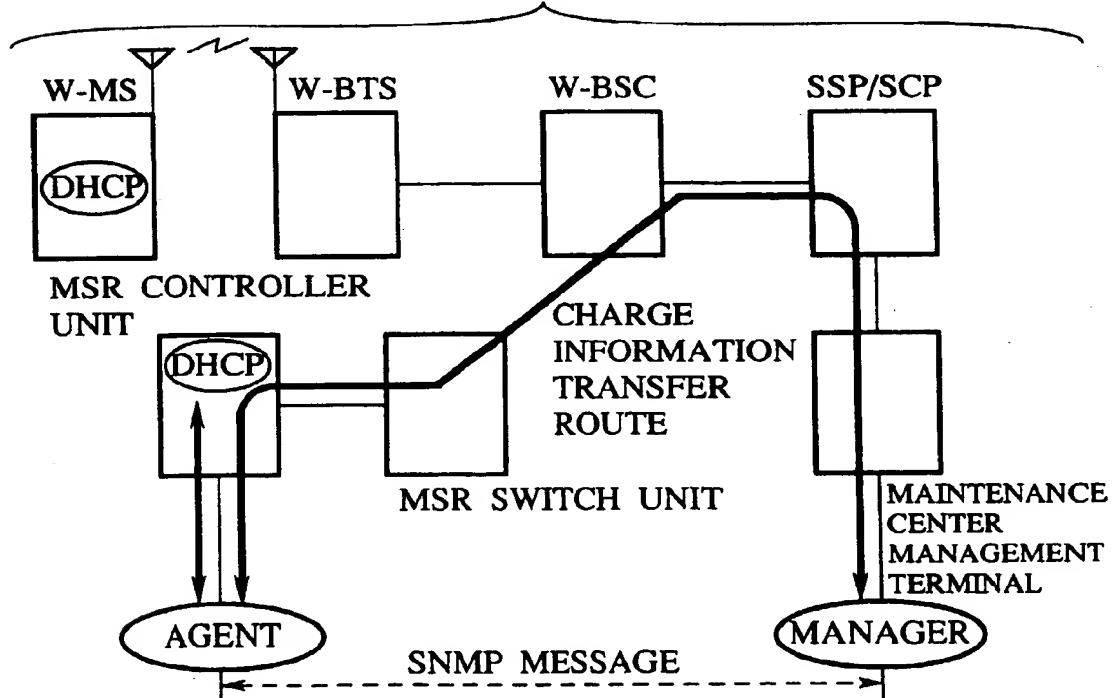 W-MS
W-BTS
W-BSC
SSP/SCP
DHCP
MSR CONTROLLER
UNIT
DHCP
CHARGE
INFORMATION
TRANSFER
ROUTE
MSR SWITCH UNIT
MAINTENANCE
CENTER
MANAGEMENT
TERMINAL
AGENT
MANAGER
SNMP MESSAGE